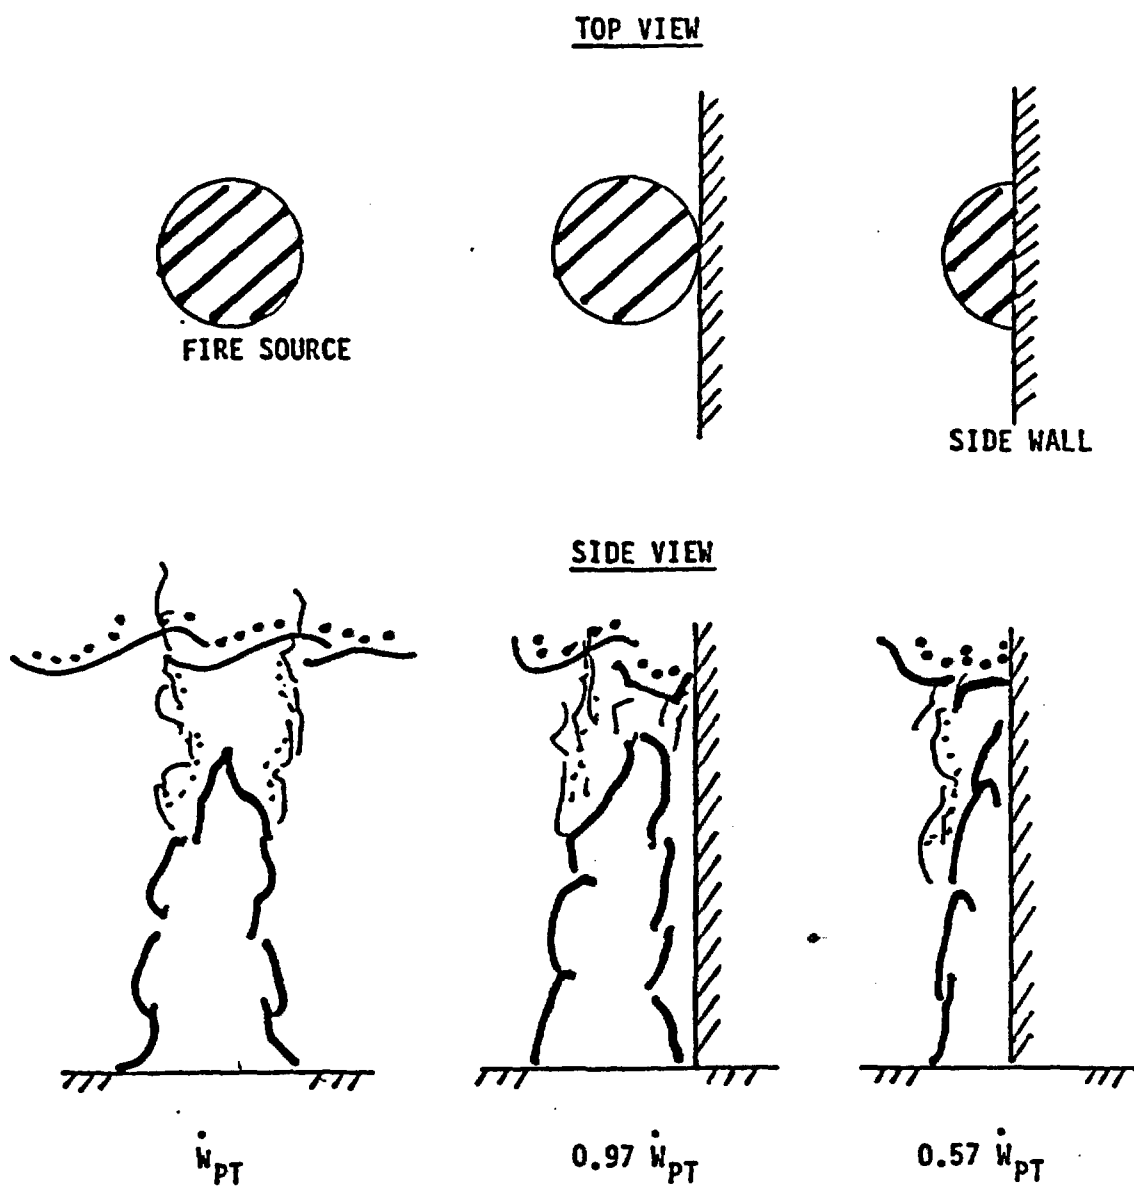 TOP VIEW
FIRE SOURCE
SIDE WALL
SIDE VIEW
Ẇ_PT
0.97 Ẇ_PT
0.57 Ẇ_PT